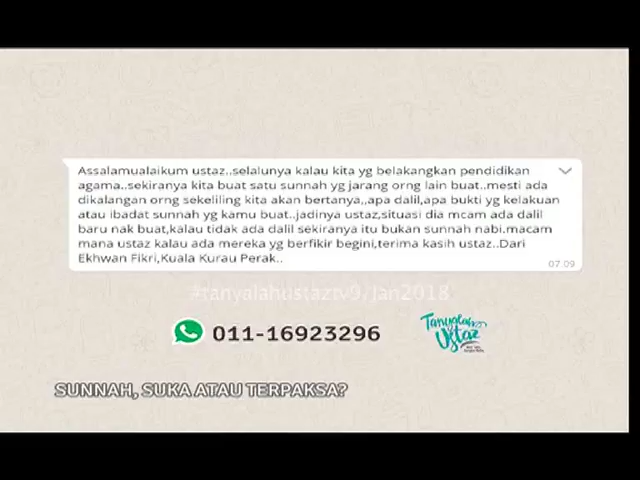 Assalamualaikum ustaz..selalunya kalau kita yg belakangkan pendidikan
agama..sekiranya kita buat satu sunnah yg jarang orng lain buat..mesti ada
dikalangan orng sekeliling kita akan bertanya,,apa dalil,apa bukti yg kelakuan
atau ibadat sunnah yg kamu buat..jadinya ustaz,situasi dia mcam ada dalil
baru nak buat,kalau tidak ada dalil sekiranya itu bukan sunnah nabi.macam
mana ustaz kalau ada mereka yg berfikir begini,terima kasih ustaz..Dari
Ekhwan Fikri,Kuala Kurau Perak..
07.09
#tanyalahustaztv9/Jan2018
011-16923296
Tanyalah
Ustaz
SUNNAH, SUKA ATAU TERPAKSA?